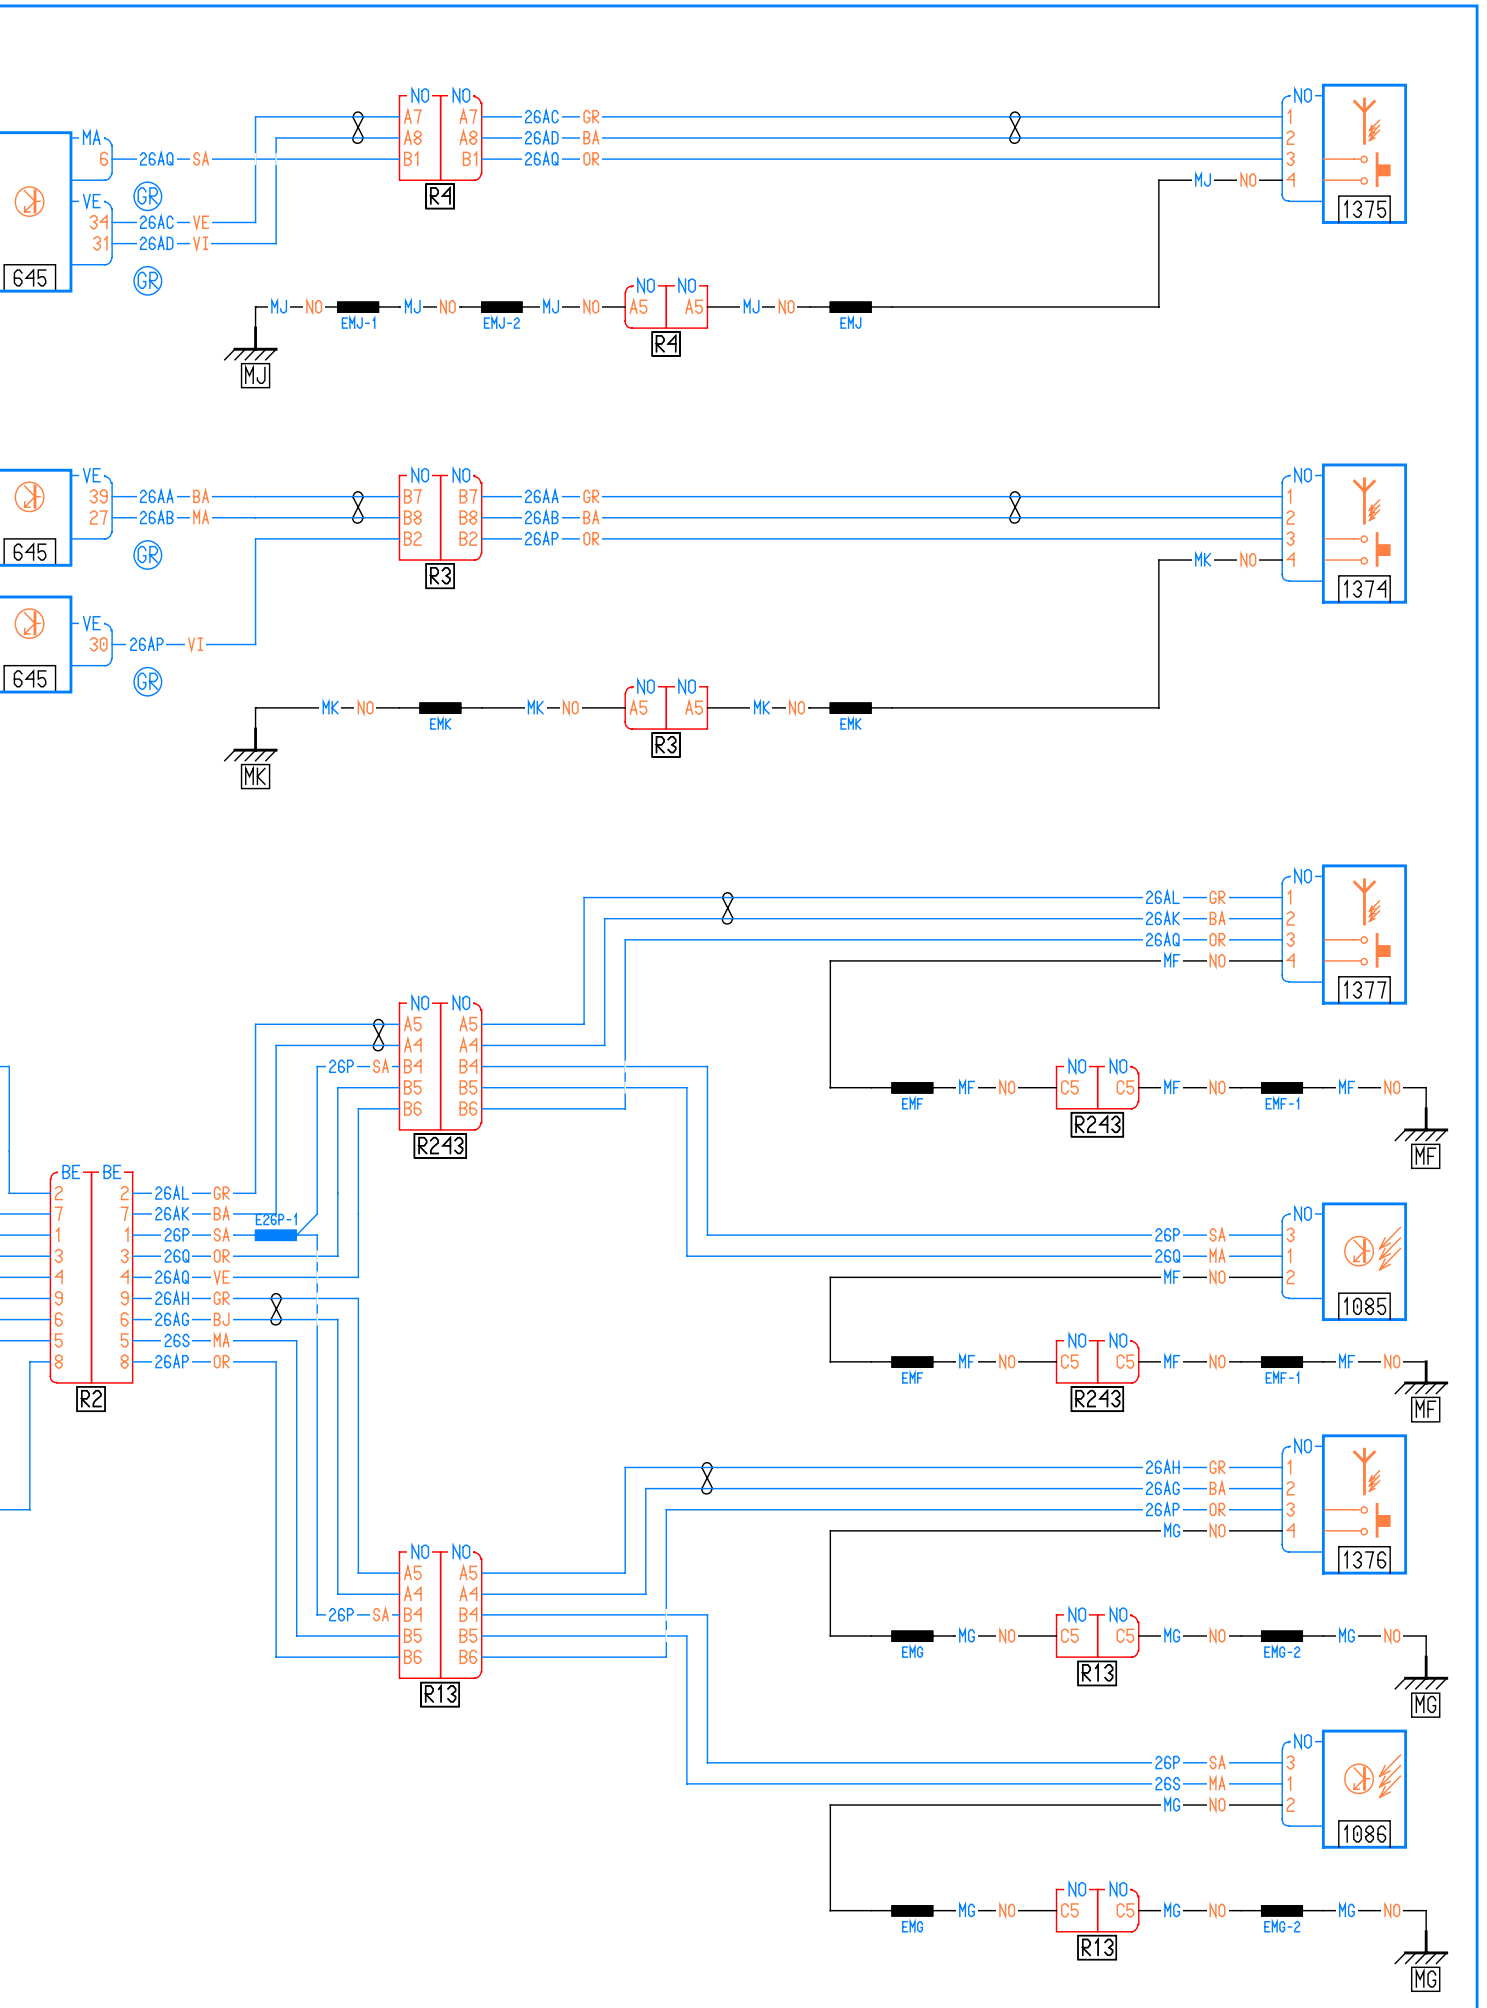 NO NO
A7 A7 26AC GR
A8 A8 26AD BA
B1 B1 26AQ OR
R4
NO
1
2
3
MJ NO 4
1375
MA
6 26AQ SA
GR
VE
34 26AC VE
31 26AD VI
GR
645
MJ NO EMJ-1 MJ NO EMJ-2 MJ NO
NO NO
A5 A5
R4
MJ NO EMJ
MJ
VE
39 26AA BA
27 26AB MA
GR
645
NO NO
B7 B7 26AA GR
B8 B8 26AB BA
B2 B2 26AP OR
R3
NO
1
2
3
MK NO 4
1374
VE
30 26AP VI
GR
645
MK NO EMK MK NO
NO NO
A5 A5
R3
MK NO EMK
MK
NO
26AL GR 1
26AK BA 2
26AQ OR 3
MF NO 4
1377
NO NO
A5 A5
A4 A4
26P SA B4 B4
B5 B5
B6 B6
R243
EMF MF NO
NO NO
C5 C5
R243
MF NO EMF-1 MF NO
MF
BE BE
2 2 26AL GR
7 7 26AK BA
1 1 26P SA E26P-1
3 3 26Q OR
4 4 26AQ VE
9 9 26AH GR
6 6 26AG BJ
5 5 26S MA
8 8 26AP OR
R2
NO
26P SA 3
26Q MA 1
MF NO 2
1085
EMF MF NO
NO NO
C5 C5
R243
MF NO EMF-1 MF NO
MF
NO
26AH GR 1
26AG BA 2
26AP OR 3
MG NO 4
1376
NO NO
A5 A5
A4 A4
26P SA B4 B4
B5 B5
B6 B6
R13
EMG MG NO
NO NO
C5 C5
R13
MG NO EMG-2 MG NO
MG
NO
26P SA 3
26S MA 1
MG NO 2
1086
EMG MG NO
NO NO
C5 C5
R13
MG NO EMG-2 MG NO
MG